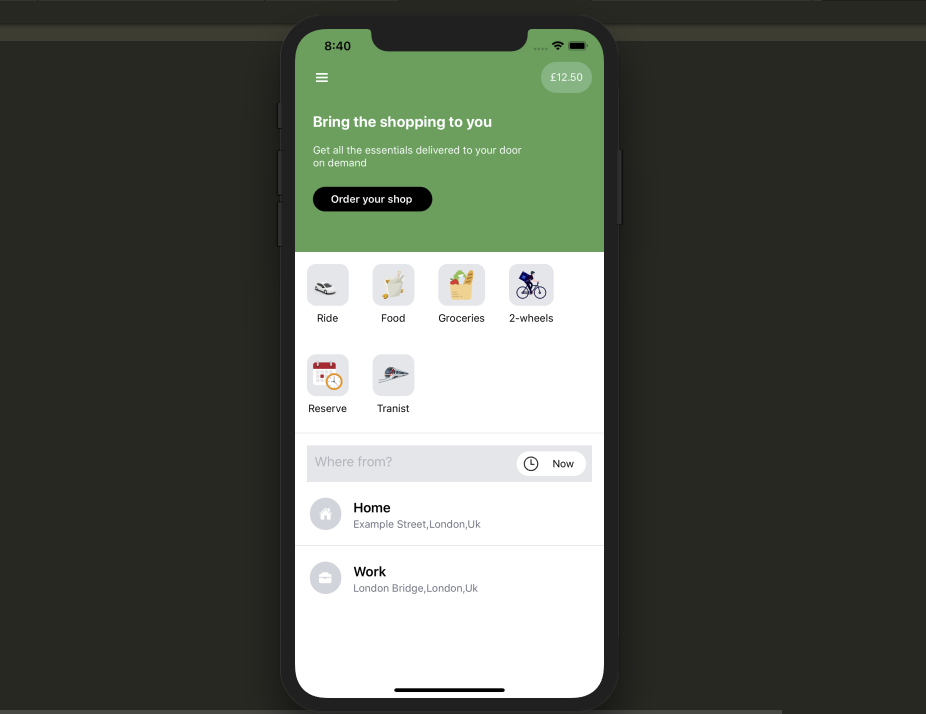 8:40
£12.50
Bring the shopping to you
Get all the essentials delivered to your door
on demand
Order your shop
Ride
Food
Groceries
2-wheels
Reserve
Tranist
Where from?
Now
Home
Example Street,London,Uk
Work
London Bridge,London,Uk